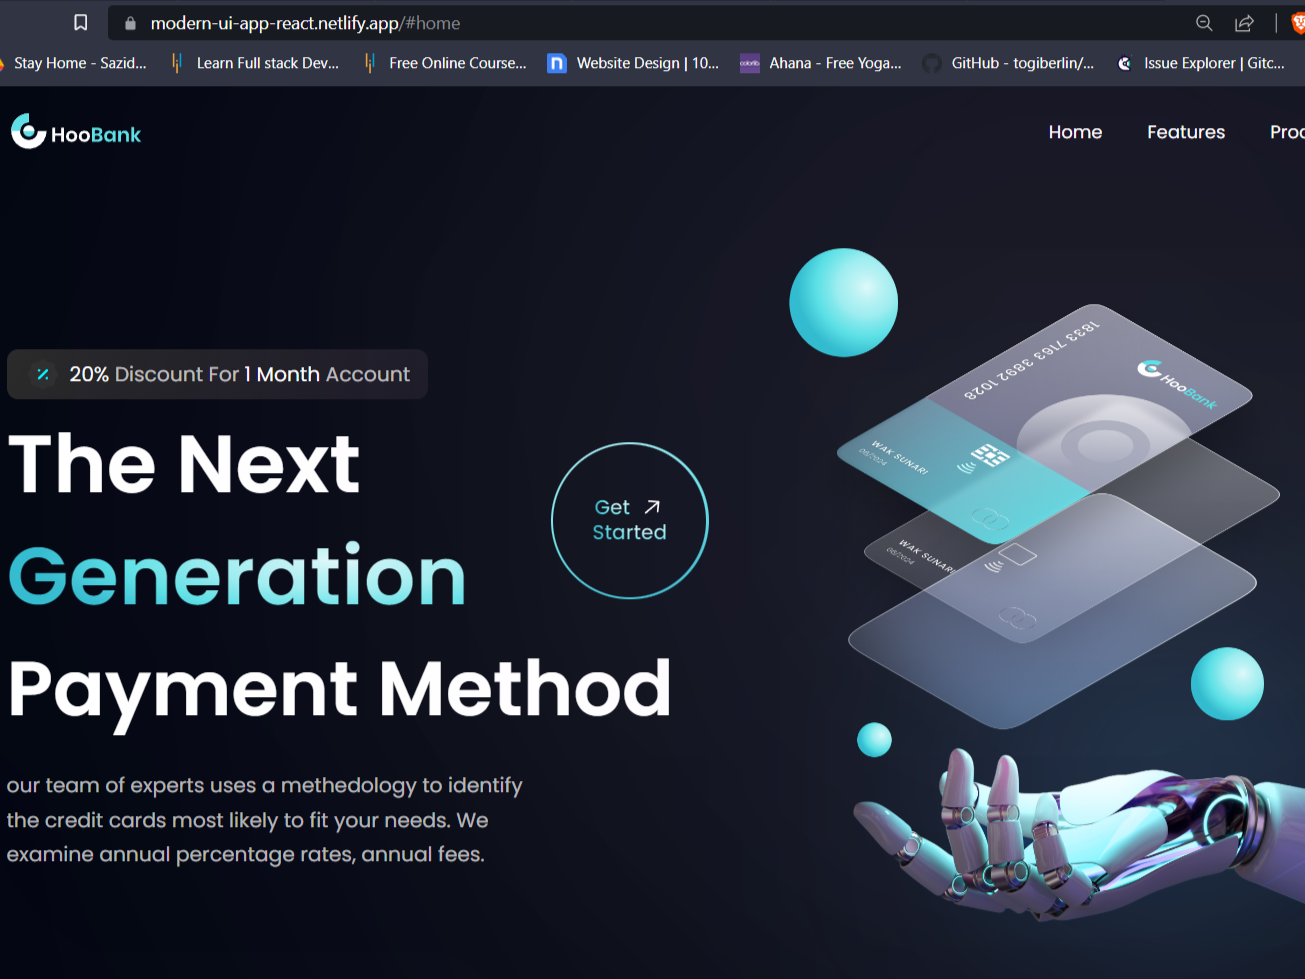 modern-ui-app-react.netlify.app/#home
Stay Home - Sazid... Learn Full stack Dev... Free Online Course... Website Design | 10... Ahana - Free Yoga... GitHub - togiberlin/... Issue Explorer | Gitc...
HooBank
Home Features
20% Discount For 1 Month Account
The Next
Generation
Payment Method
Get
Started
our team of experts uses a methedology to identify
the credit cards most likely to fit your needs. We
examine annual percentage rates, annual fees.
1833 7163 3892 1028
HooBank
WAK SUNARI
08/2024
WAK SUNARI
08/2024